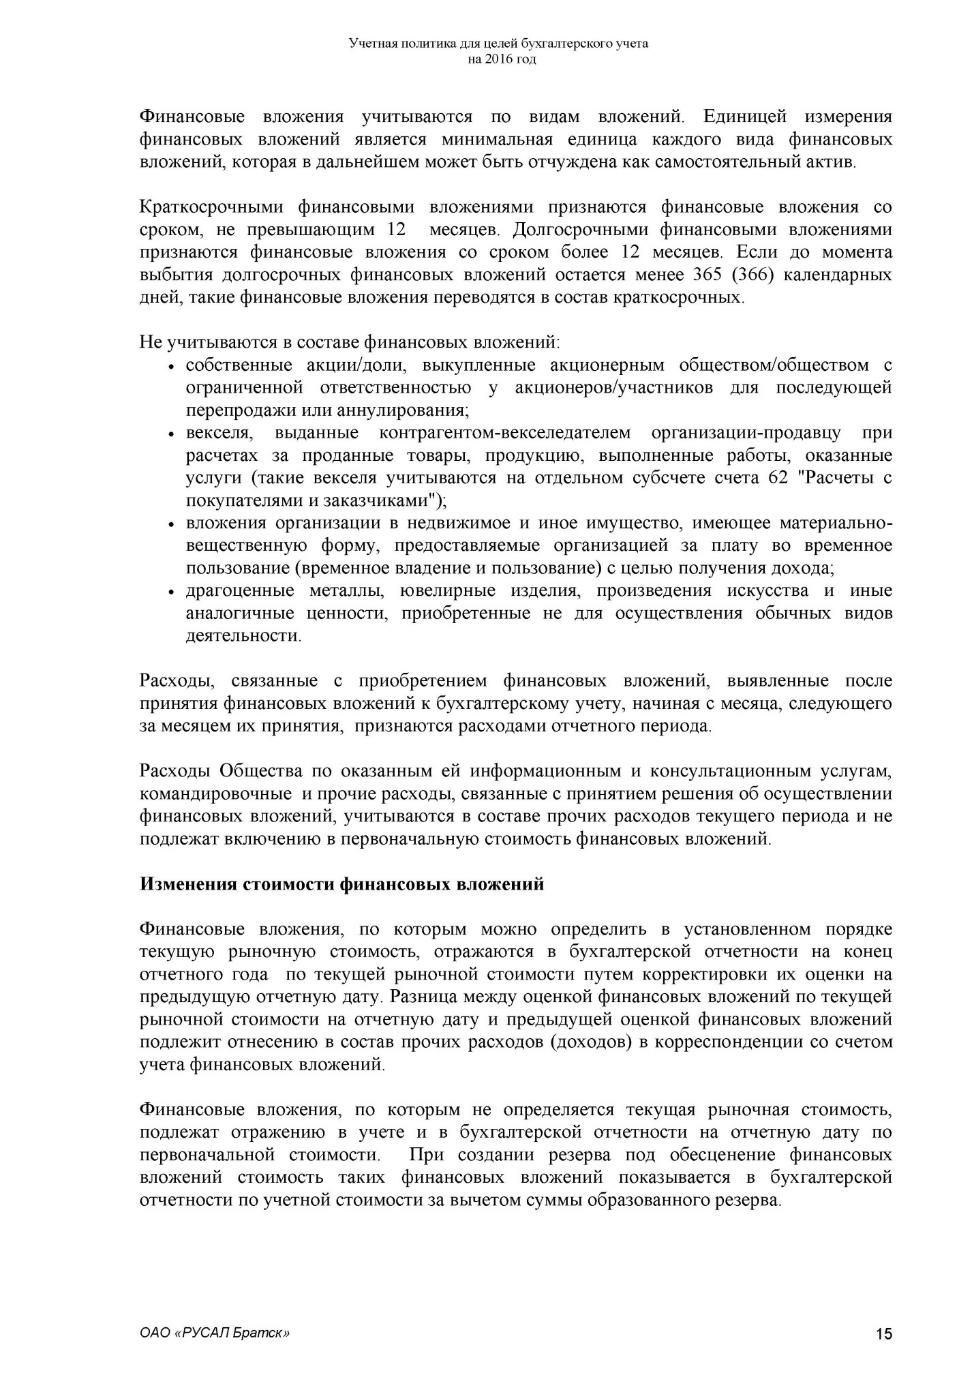 Учетная политика для целей бухгалтерского учета
на 2016 год
Финансовые вложения учитываются по видам вложений. Единицей измерения
финансовых вложений является минимальная единица каждого вида финансовых
вложений, которая в дальнейшем может быть отчуждена как самостоятельный актив.
Краткосрочными финансовыми вложениями признаются финансовые вложения со
сроком, не превышающим 12 месяцев. Долгосрочными финансовыми вложениями
признаются финансовые вложения со сроком более 12 месяцев. Если до момента
выбытия долгосрочных финансовых вложений остается менее 365 (366) календарных
дней, такие финансовые вложения переводятся в состав краткосрочных.
Не учитываются в составе финансовых вложений:
• собственные акции/доли, выкупленные акционерным обществом/обществом с
ограниченной ответственностью у акционеров/участников для последующей
перепродажи или аннулирования;
• векселя, выданные контрагентом-векселедателем организации-продавцу при
расчетах за проданные товары, продукцию, выполненные работы, оказанные
услуги (такие векселя учитываются на отдельном субсчете счета 62 "Расчеты с
покупателями и заказчиками");
• вложения организации в недвижимое и иное имущество, имеющее материально-
вещественную форму, предоставляемые организацией за плату во временное
пользование (временное владение и пользование) с целью получения дохода;
• драгоценные металлы, ювелирные изделия, произведения искусства и иные
аналогичные ценности, приобретенные не для осуществления обычных видов
деятельности.
Расходы, связанные с приобретением финансовых вложений, выявленные после
принятия финансовых вложений к бухгалтерскому учету, начиная с месяца, следующего
за месяцем их принятия, признаются расходами отчетного периода.
Расходы Общества по оказанным ей информационным и консультационным услугам,
командировочные и прочие расходы, связанные с принятием решения об осуществлении
финансовых вложений, учитываются в составе прочих расходов текущего периода и не
подлежат включению в первоначальную стоимость финансовых вложений.
Изменения стоимости финансовых вложений
Финансовые вложения, по которым можно определить в установленном порядке
текущую рыночную стоимость, отражаются в бухгалтерской отчетности на конец
отчетного года по текущей рыночной стоимости путем корректировки их оценки на
предыдущую отчетную дату. Разница между оценкой финансовых вложений по текущей
рыночной стоимости на отчетную дату и предыдущей оценкой финансовых вложений
подлежит отнесению в состав прочих расходов (доходов) в корреспонденции со счетом
учета финансовых вложений.
Финансовые вложения, по которым не определяется текущая рыночная стоимость,
подлежат отражению в учете и в бухгалтерской отчетности на отчетную дату по
первоначальной стоимости. При создании резерва под обесценение финансовых
вложений стоимость таких финансовых вложений показывается в бухгалтерской
отчетности по учетной стоимости за вычетом суммы образованного резерва.
ОАО «РУСАЛ Братск»
15